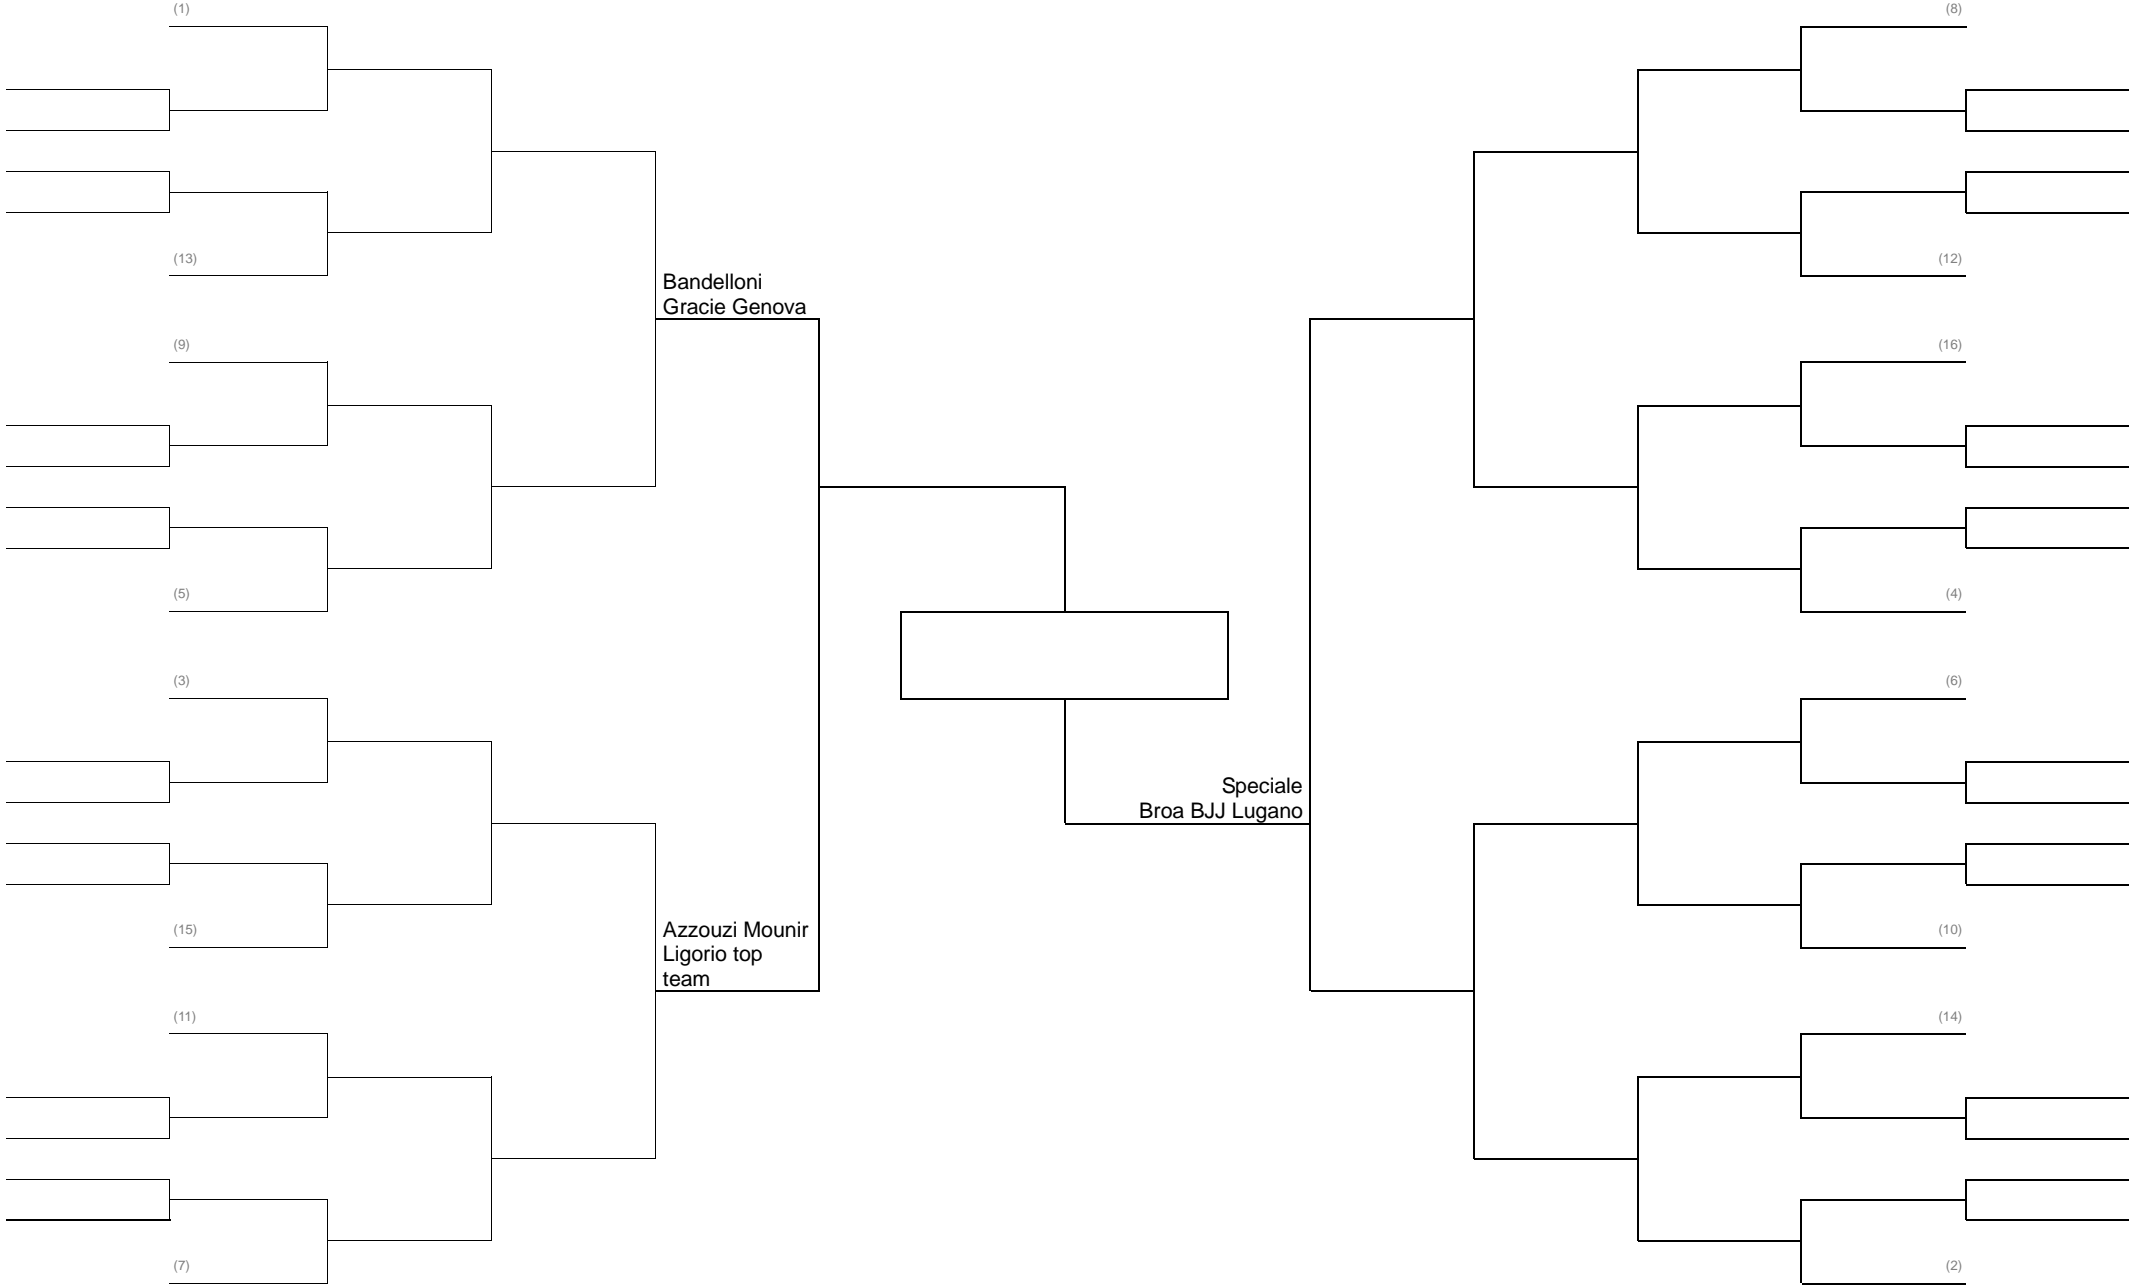 (1)
(8)
(13)
(12)
Bandelloni
Gracie Genova
(9)
(16)
(5)
(4)
(3)
(6)
Speciale
Broa BJJ Lugano
Azzouzi Mounir
Ligorio top
team
(15)
(10)
(11)
(14)
(7)
(2)